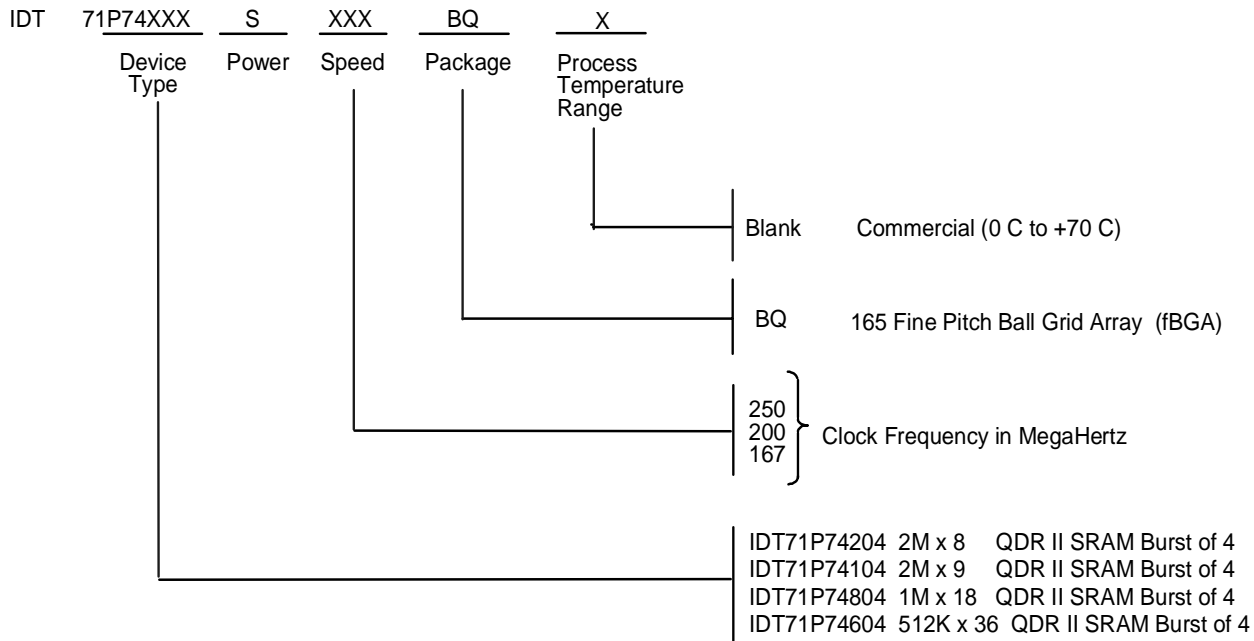 IDT 71P74XXX S XXX BQ X
Device Type Power Speed Package Process Temperature Range
Blank Commercial (0 C to +70 C)
BQ 165 Fine Pitch Ball Grid Array (fBGA)
250
200
167
Clock Frequency in MegaHertz
IDT71P74204 2M x 8 QDR II SRAM Burst of 4
IDT71P74104 2M x 9 QDR II SRAM Burst of 4
IDT71P74804 1M x 18 QDR II SRAM Burst of 4
IDT71P74604 512K x 36 QDR II SRAM Burst of 4